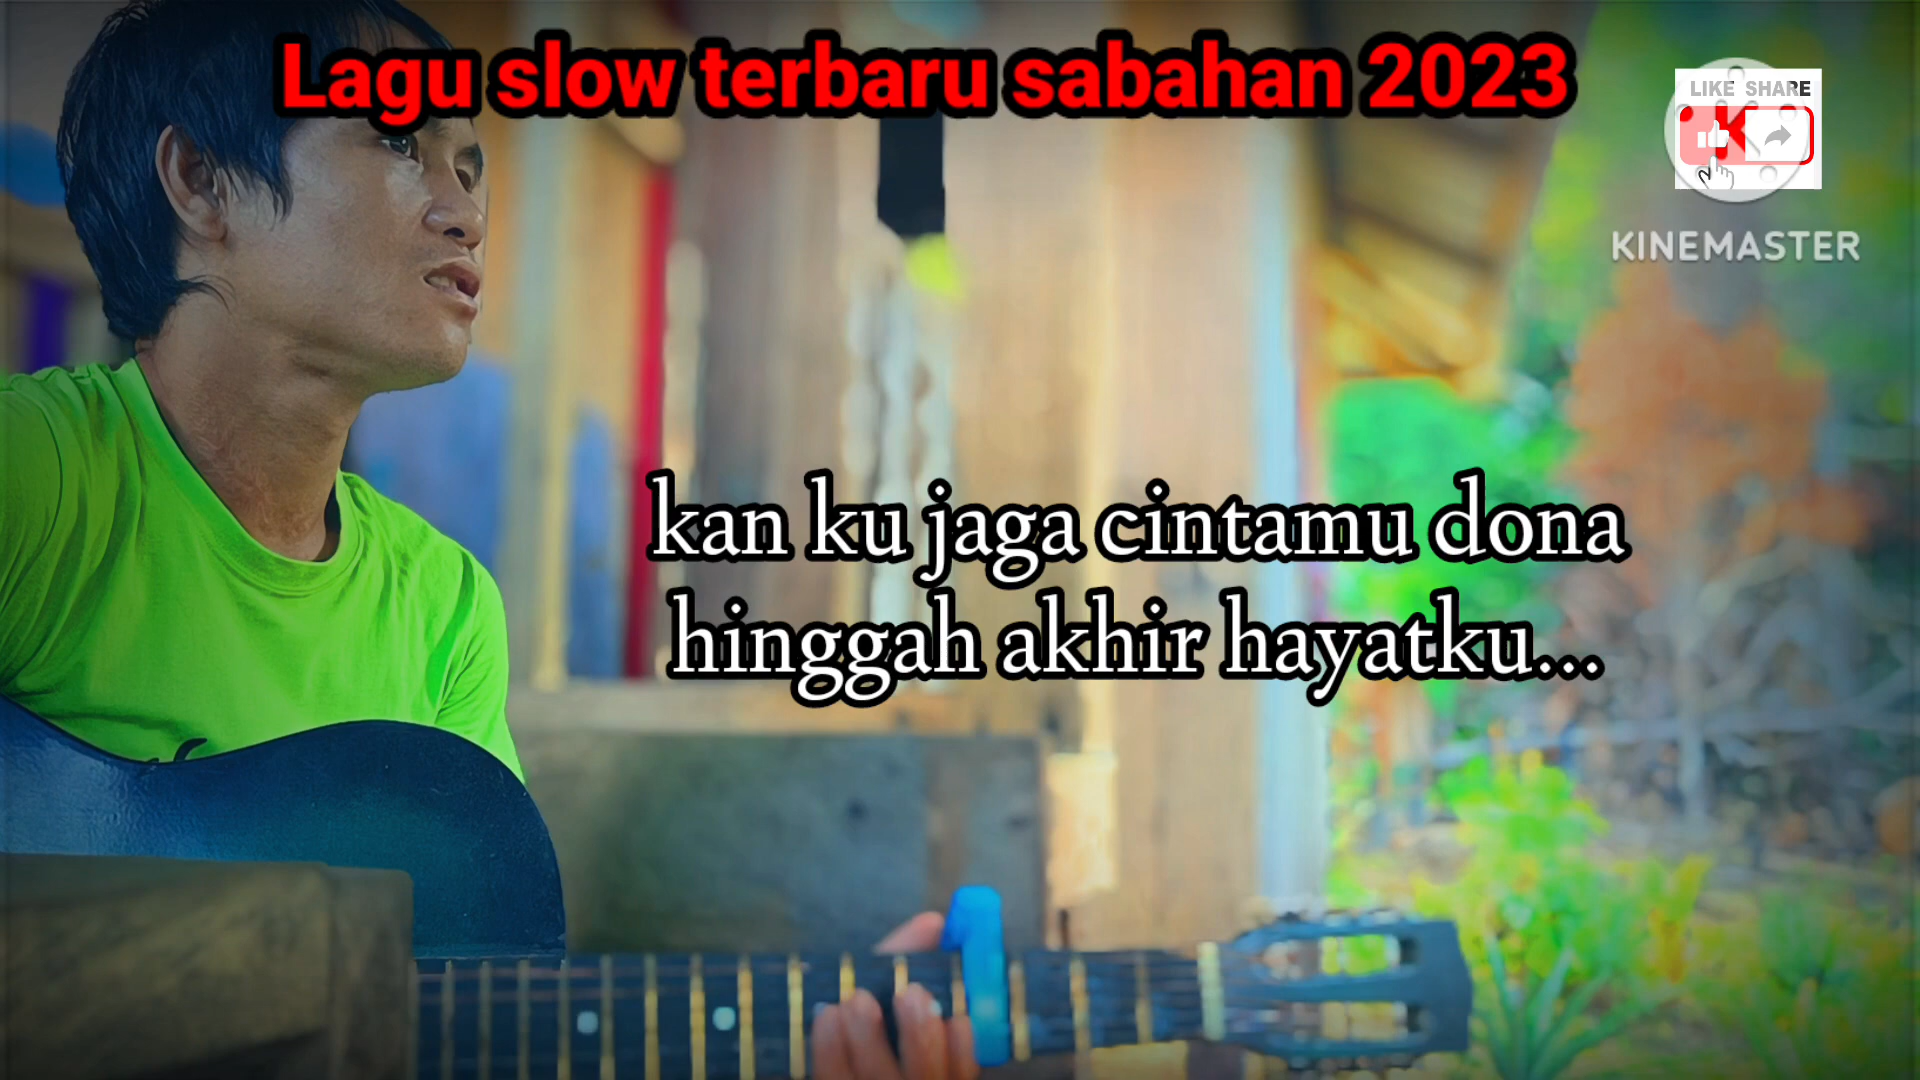 Lagu slow terbaru sabahan 2023
LIKE SHARE
KINEMASTER
kan ku jaga cintamu dona
hinggah akhir hayatku...